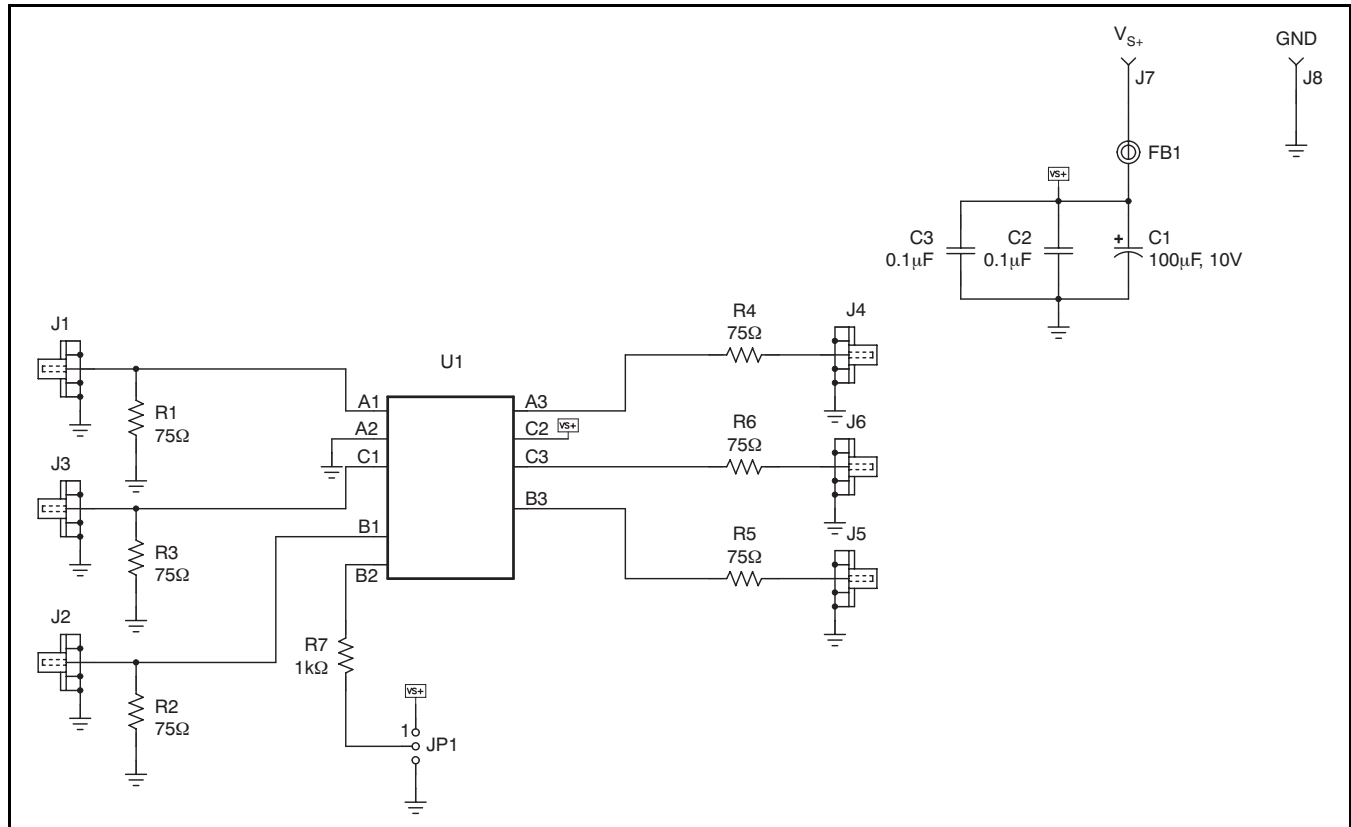 V_S+
GND
J7
J8
FB1
VS+
C3
0.1μF
C2
0.1μF
+
C1
100μF, 10V
J1
R4
75Ω
J4
U1
R1
75Ω
A1
A2
C1
B1
B2
A3
C2
VS+
C3
B3
R6
75Ω
J6
J3
R3
75Ω
R5
75Ω
J5
J2
R2
75Ω
R7
1kΩ
VS+
1
JP1